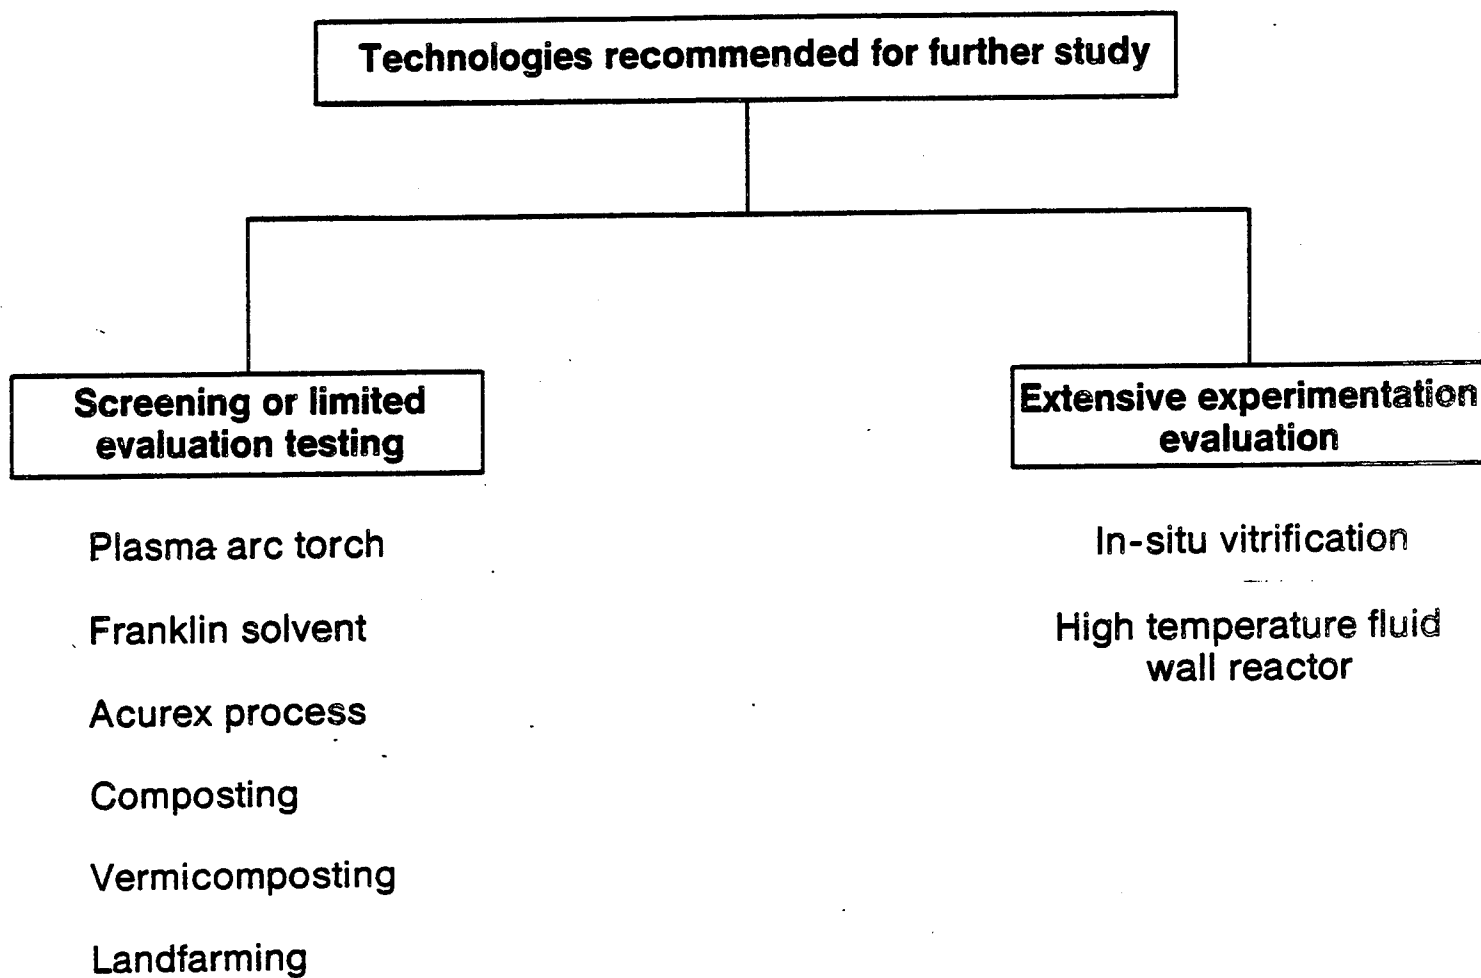 Technologies recommended for further study
Screening or limited
evaluation testing
Plasma arc torch
Franklin solvent
Acurex process
Composting
Vermicomposting
Landfarming
Extensive experimentation
evaluation
In-situ vitrification
High temperature fluid
wall reactor